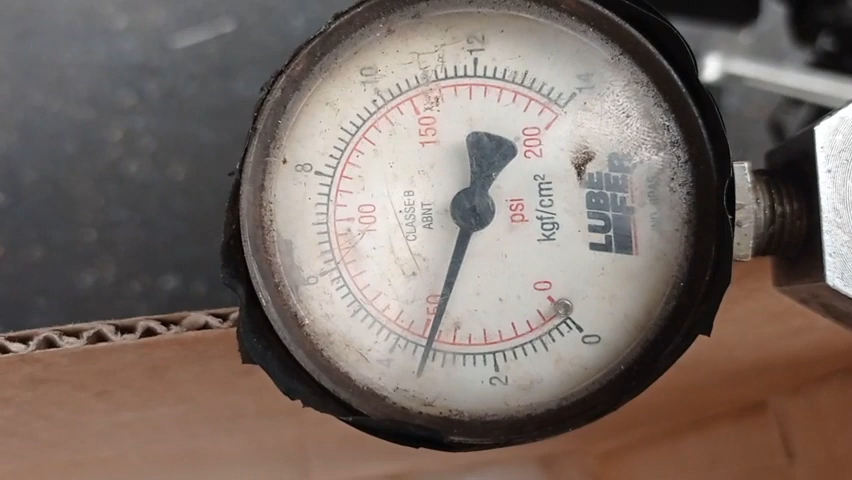 0
2
4
6
8
10
12
14
0
50
100
150
200
psi
kgf/cm²
CLASSE B
ABNT
LUBE
FER